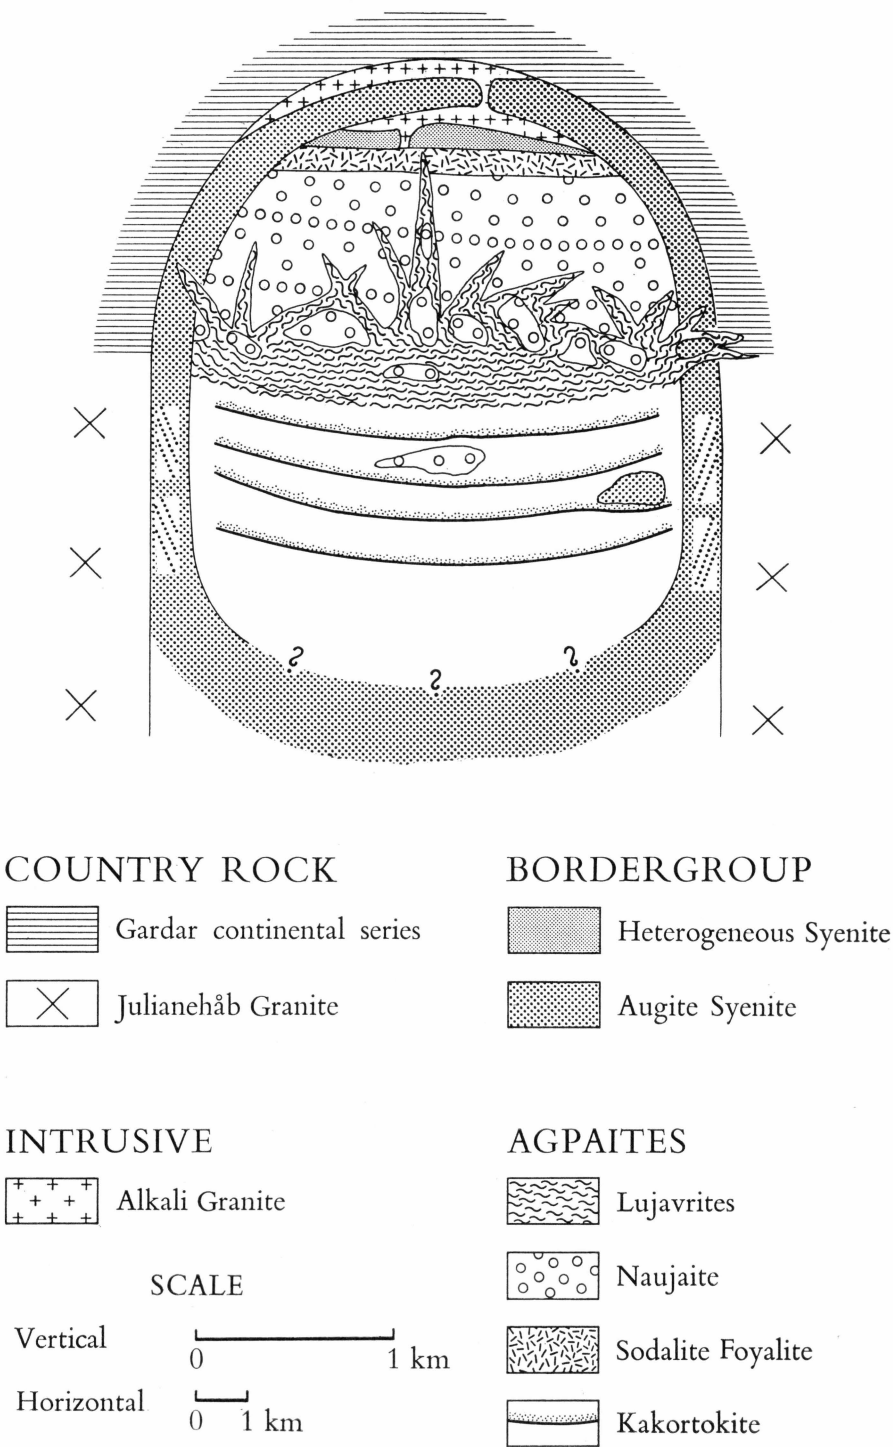 ? ? ?
COUNTRY ROCK
Gardar continental series
Julianehåb Granite
BORDERGROUP
Heterogeneous Syenite
Augite Syenite
INTRUSIVE
Alkali Granite
AGPAITES
Lujavrites
Naujaite
Sodalite Foyalite
Kakortokite
SCALE
Vertical
0 1 km
Horizontal
0 1 km